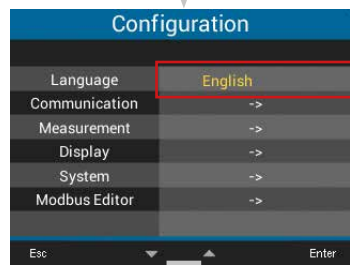 Configuration
Language English
Communication ->
Measurement ->
Display ->
System ->
Modbus Editor ->
Esc Enter